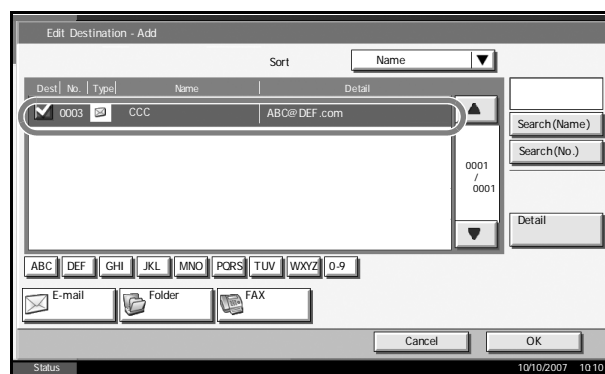 Edit Destination - Add
Sort Name
Dest No. Type Name Detail
0003 CCC ABC@DEF.com
Search(Name)
Search(No.)
0001
/
0001
Detail
ABC DEF GHI JKL MNO PQRS TUV WXYZ 0-9
E-mail Folder FAX
Cancel OK
Status 10/10/2007 10:10